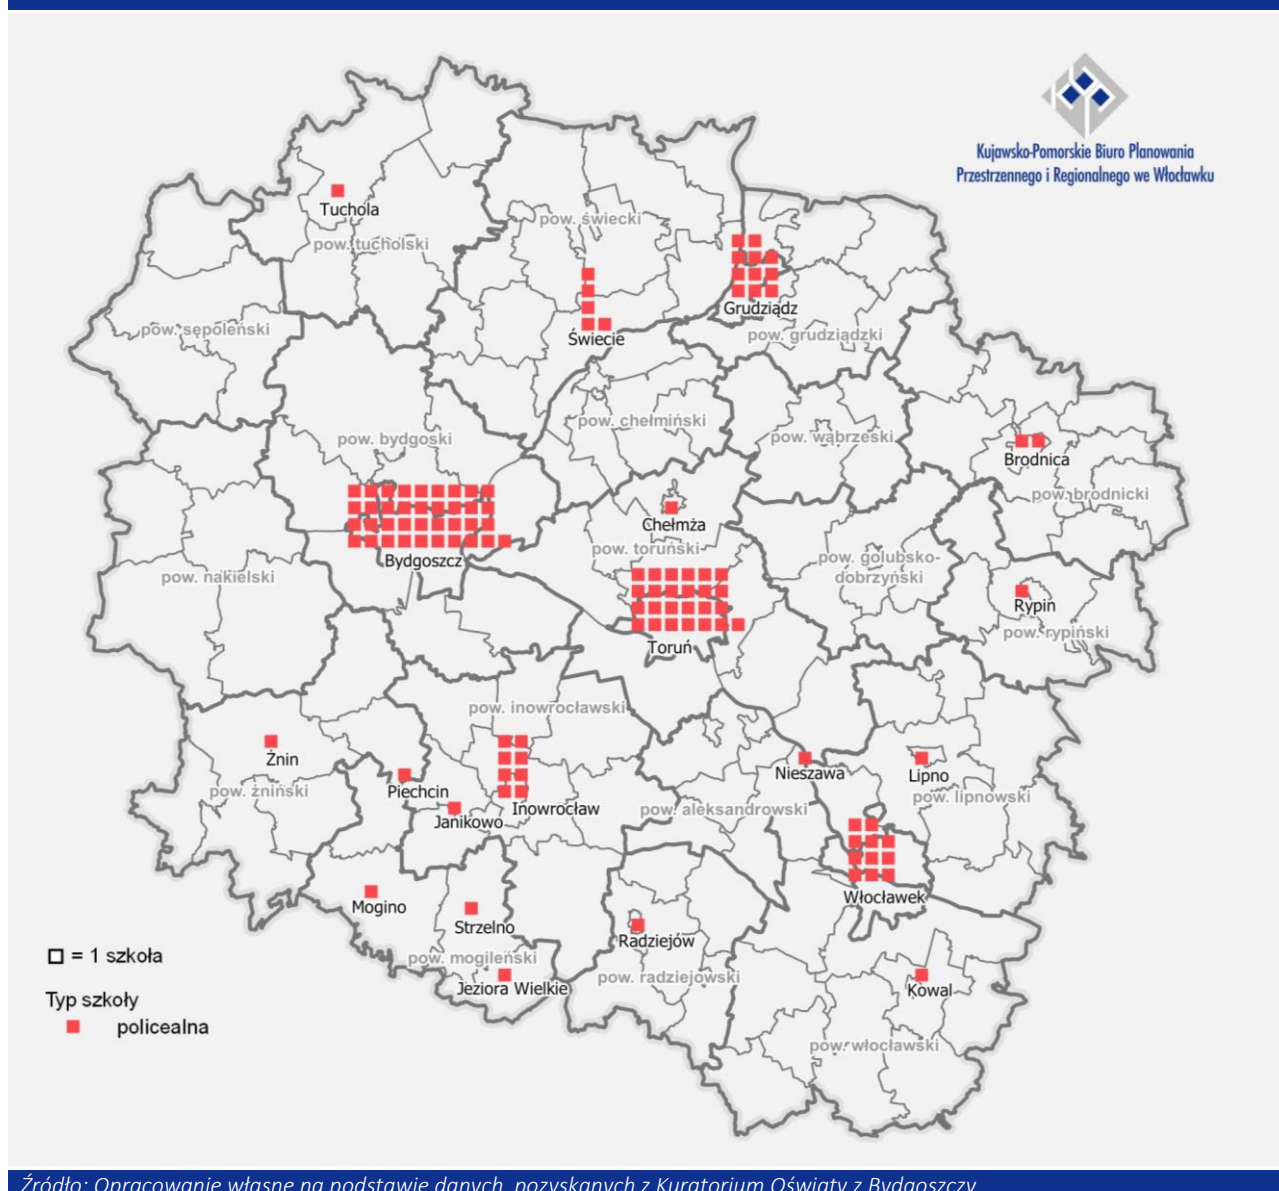 Kujawsko-Pomorskie Biuro Planowania
Przestrzennego i Regionalnego we Włocławku
Tuchola
pow. tucholski
pow. świecki
Grudziądz
pow. sępoleński
Świecie
pow. grudziądzki
pow. chełmiński
pow. bydgoski
pow. wąbrzeski
Brodnica
pow. brodnicki
Chełmża
Bydgoszcz
pow. toruński
pow. golubsko-
dobrzyński
pow. nakielski
Rypin
pow. rypiński
Toruń
pow. inowrocławski
Żnin
Nieszawa
Lipno
pow. żniński
Piechcin
pow. lipnowski
Inowrocław
pow. aleksandrowski
Janikowo
Włocławek
Mogino
Strzelno
Radziejów
pow. mogileński
pow. radziejowski
Jeziora Wielkie
Kowal
pow. włocławski
= 1 szkoła
Typ szkoły
policealna
Źródło: Opracowanie własne na podstawie danych pozyskanych z Kuratorium Oświaty z Bydgoszczy